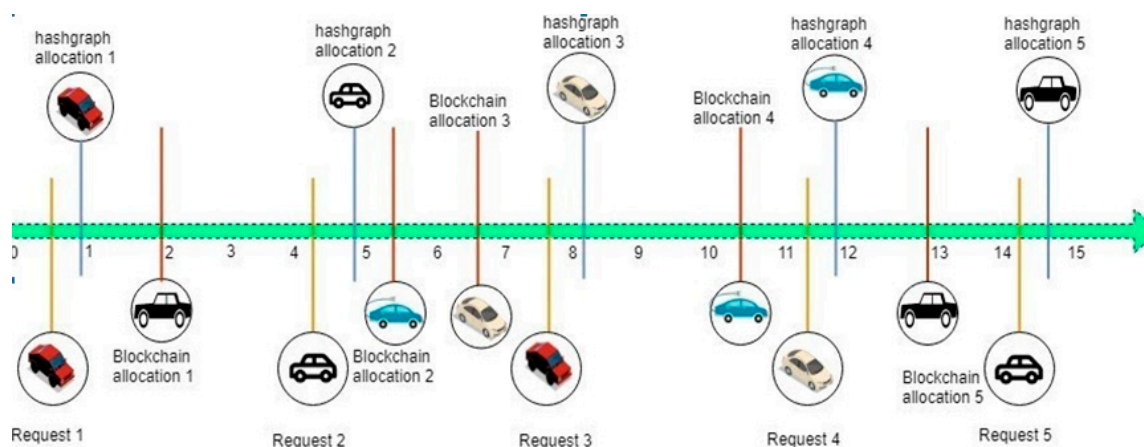 hashgraph
allocation 1
hashgraph
allocation 2
Blockchain
allocation 3
hashgraph
allocation 3
Blockchain
allocation 4
hashgraph
allocation 4
hashgraph
allocation 5
0 1 2 3 4 5 6 7 8 9 10 11 12 13 14 15
Blockchain
allocation 1
Blockchain
allocation 2
Blockchain
allocation 5
Request 1
Request 2
Request 3
Request 4
Request 5